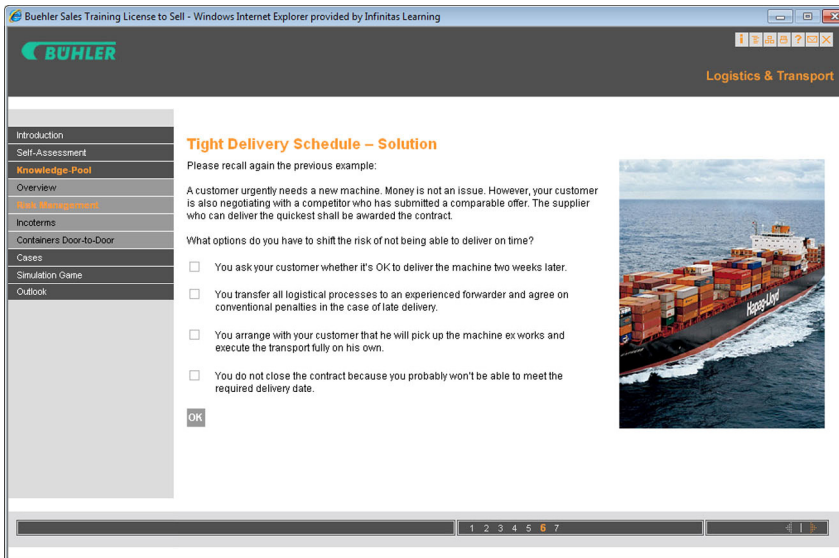 Buehler Sales Training License to Sell - Windows Internet Explorer provided by Infinitas Learning
BÜHLER
Logistics & Transport
Introduction
Self-Assessment
Knowledge-Pool
Overview
Risk Management
Incoterms
Containers Door-to-Door
Cases
Simulation Game
Outlook
Tight Delivery Schedule – Solution
Please recall again the previous example:
A customer urgently needs a new machine. Money is not an issue. However, your customer
is also negotiating with a competitor who has submitted a comparable offer. The supplier
who can deliver the quickest shall be awarded the contract.
What options do you have to shift the risk of not being able to deliver on time?
You ask your customer whether it's OK to deliver the machine two weeks later.
You transfer all logistical processes to an experienced forwarder and agree on
conventional penalties in the case of late delivery.
You arrange with your customer that he will pick up the machine ex works and
execute the transport fully on his own.
You do not close the contract because you probably won't be able to meet the
required delivery date.
OK
Hapag-Lloyd
1 2 3 4 5 6 7